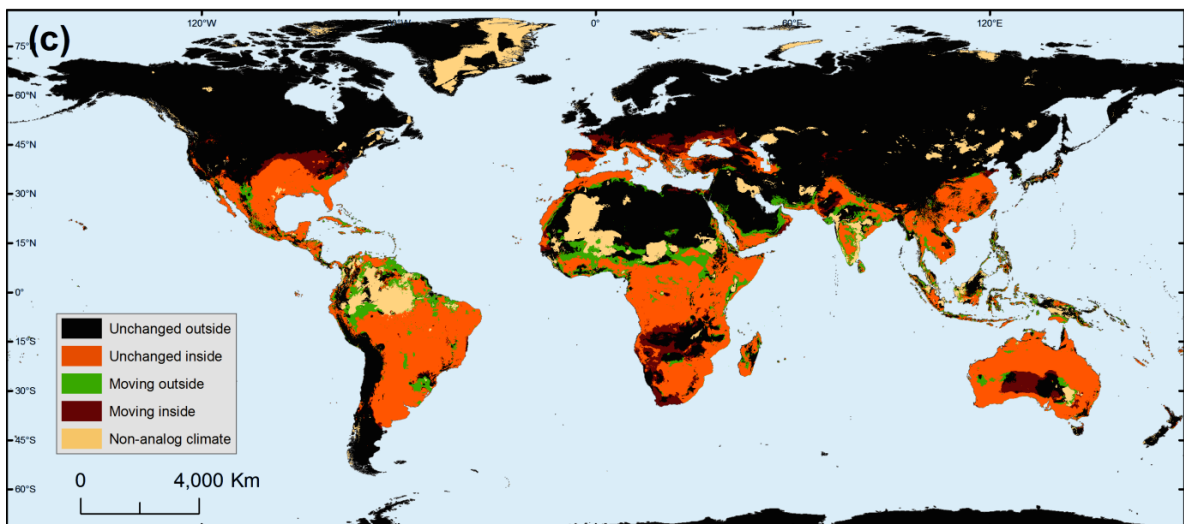 (c)
120°W
60°W
0°
60°E
120°E
75°N
60°N
45°N
30°N
15°N
0°
15°S
30°S
45°S
60°S
Unchanged outside
Unchanged inside
Moving outside
Moving inside
Non-analog climate
0 4,000 Km